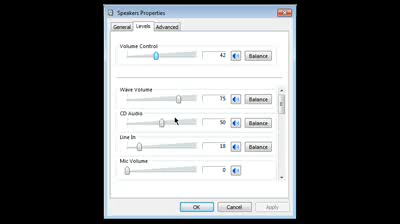 Speakers Properties
General Levels Advanced
Volume Control
42 Balance
Wave Volume
75 Balance
CD Audio
50 Balance
Line In
18 Balance
Mic Volume
0
OK Cancel Apply